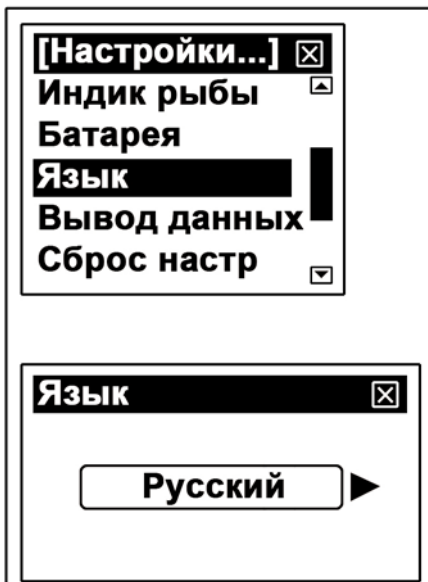 [Настройки...]
Индик рыбы
Батарея
Язык
Вывод данных
Сброс настр
Язык
Русский